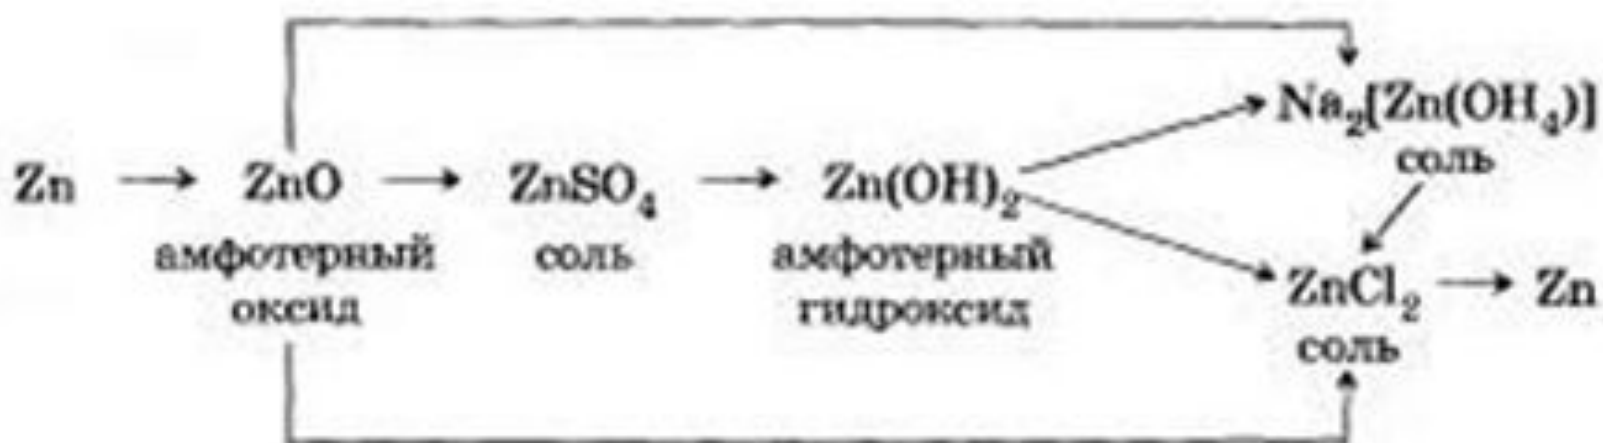 Na₂[Zn(OH₄)]
соль
Zn → ZnO → ZnSO₄ → Zn(OH)₂
амфотерный оксид
соль
амфотерный гидроксид
ZnCl₂ → Zn
соль